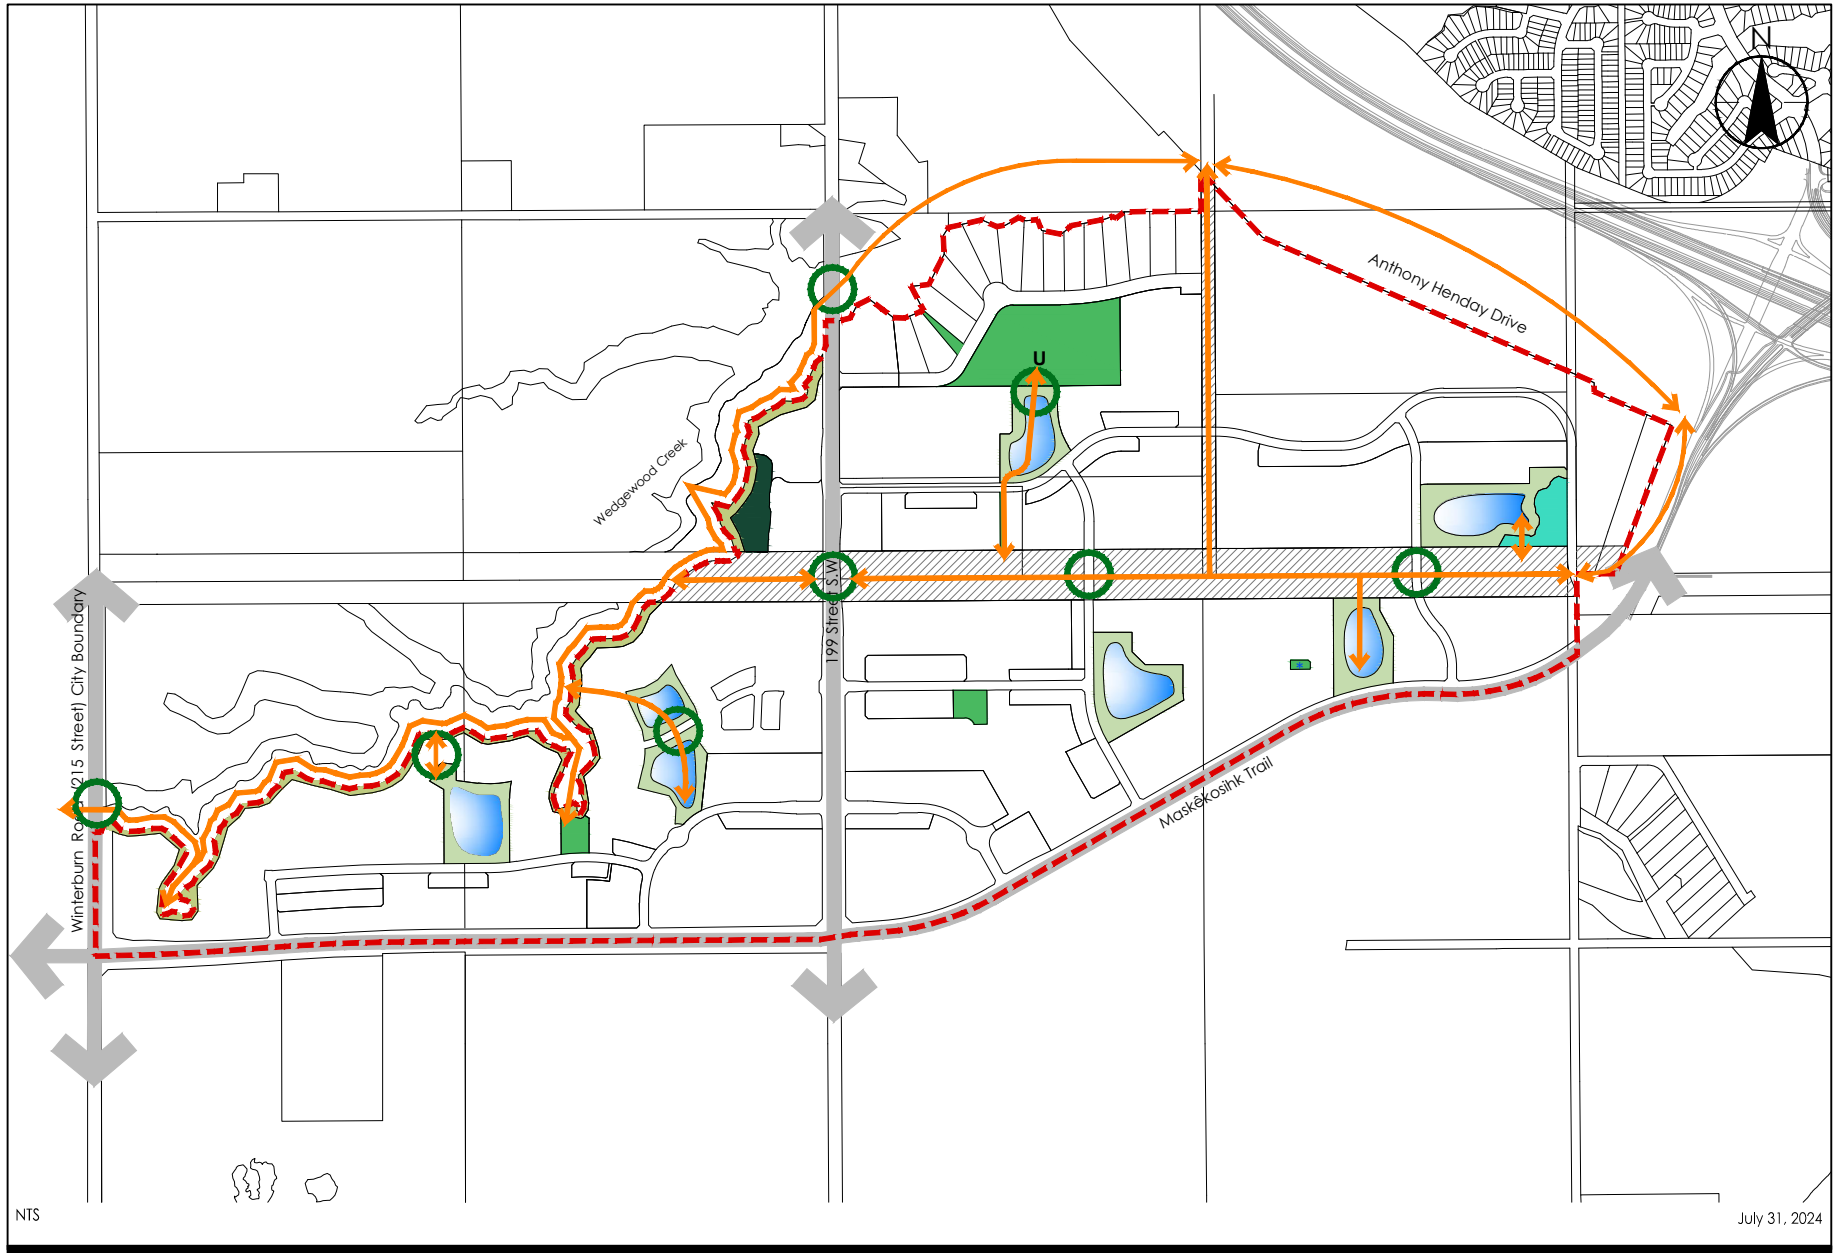 N
Anthony Henday Drive
U
Wedgewood Creek
199 Street S.W
Winterburn Road (215 Street) City Boundary
Maskêkosihk Trail
NTS
July 31, 2024